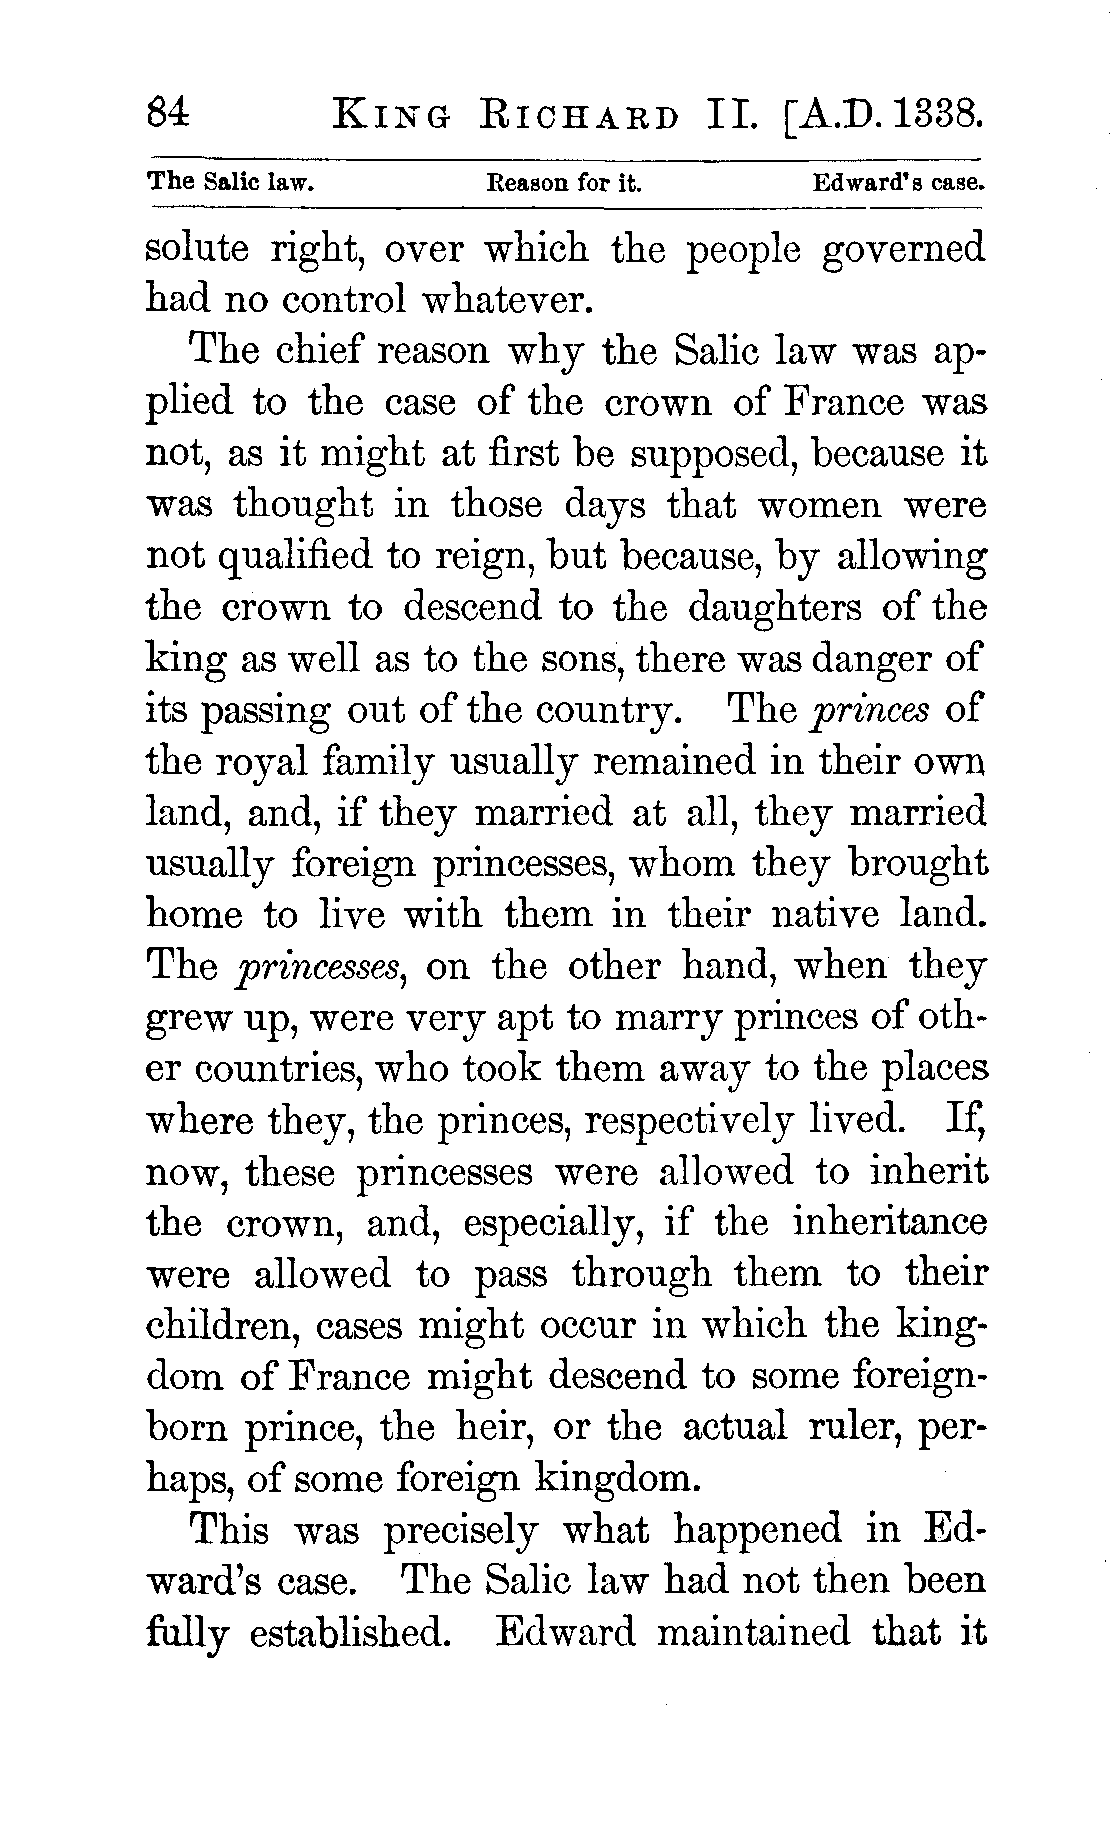 84 KING RICHARD II. [A.D. 1338.
The Salic law. Reason for it. Edward's case.
solute right, over which the people governed
had no control whatever.
The chief reason why the Salic law was ap-
plied to the case of the crown of France was
not, as it might at first be supposed, because it
was thought in those days that women were
not qualified to reign, but because, by allowing
the crown to descend to the daughters of the
king as well as to the sons, there was danger of
its passing out of the country. The princes of
the royal family usually remained in their own
land, and, if they married at all, they married
usually foreign princesses, whom they brought
home to live with them in their native land.
The princesses, on the other hand, when they
grew up, were very apt to marry princes of oth-
er countries, who took them away to the places
where they, the princes, respectively lived. If,
now, these princesses were allowed to inherit
the crown, and, especially, if the inheritance
were allowed to pass through them to their
children, cases might occur in which the king-
dom of France might descend to some foreign-
born prince, the heir, or the actual ruler, per-
haps, of some foreign kingdom.
This was precisely what happened in Ed-
ward's case. The Salic law had not then been
fully established. Edward maintained that it